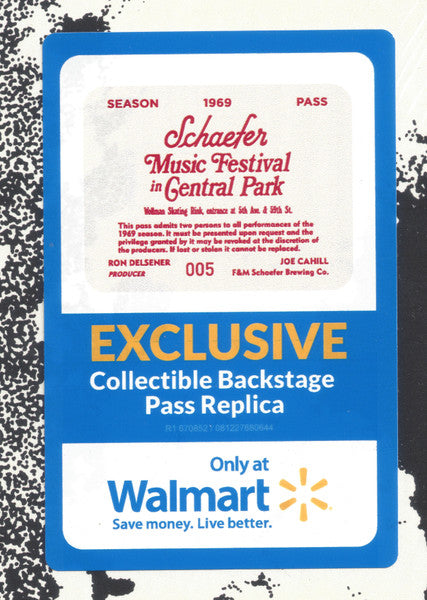 SEASON 1969 PASS
Schaefer
Music Festival
in Central Park
Wollman Skating Rink, entrance at 5th Ave. & 59th St.
This pass admits two persons to all performances of the
1969 season. It must be presented upon request and the
privilege granted by it may be revoked at the discretion of
the producers. If lost or stolen it cannot be replaced.
RON DELSENER JOE CAHILL
PRODUCER 005 F&M Schaefer Brewing Co.
EXCLUSIVE
Collectible Backstage
Pass Replica
R1 6708521 081227880644
Only at
Walmart
Save money. Live better.